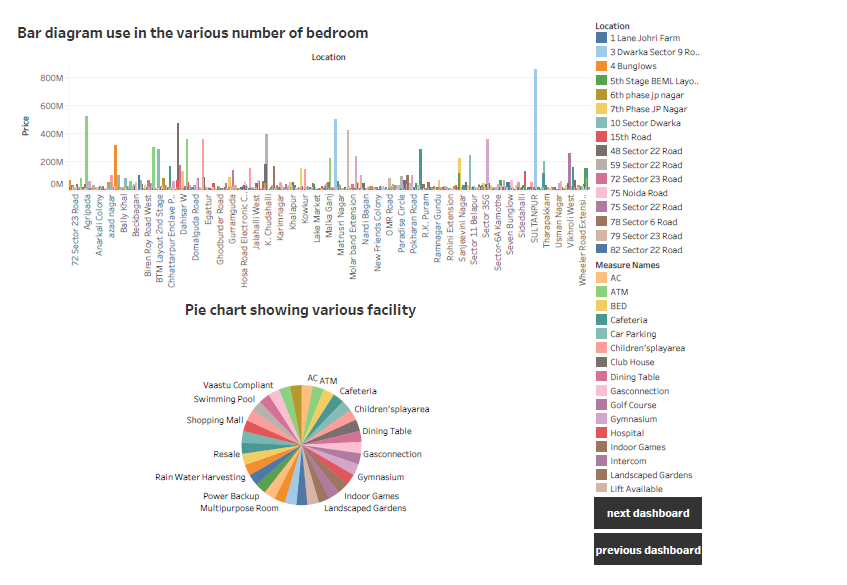 Bar diagram use in the various number of bedroom
Location
Price
800M
600M
400M
200M
0M
72 Sector 23 Road
Agripada
Anarkali Colony
azad nagar
Bally Khal
Beckbagan
Biren Roy Road West
BTM Layout 2nd Stage
Chhattarpur Enclave P..
Dahisar W
Domalguda Road
Egattur
Ghodbunder Road
Gurramguda
Hosa Road Electronic C..
Jalahalli West
K.Chudahalli
Karimnagar
Khalapur
Kowkur
Lake Market
Malka Ganj
Matrusri Nagar
Molar band Extension
Nandi Bagan
New Friends Colony
OMR Road
Paradise Circle
Pokharan Road
R.K. Puram
Ramnagar Gundu
Rohini Extension
Sanjeevini Nagar
Sector 11 Belapur
Sector 35G
Sector-6A Kamothe
Seven Bunglow
Sidedahalli
SULTANPUR
Tharapakkam
Usman Nagar
Vikhroli West
Wheeler Road Extensi..
Location
1 Lane Johri Farm
3 Dwarka Sector 9 Ro..
4 Bunglows
5th Stage BEML Layo..
6th phase jp nagar
7th Phase JP Nagar
10 Sector Dwarka
15th Road
48 Sector 22 Road
59 Sector 22 Road
72 Sector 23 Road
75 Noida Road
75 Sector 22 Road
78 Sector 6 Road
79 Sector 23 Road
82 Sector 22 Road
Measure Names
AC
ATM
BED
Cafeteria
Car Parking
Children'splayarea
Club House
Dining Table
Gasconnection
Golf Course
Gymnasium
Hospital
Indoor Games
Intercom
Landscaped Gardens
Lift Available
Pie chart showing various facility
AC
ATM
Cafeteria
Children'splayarea
Dining Table
Gasconnection
Gymnasium
Indoor Games
Landscaped Gardens
Multipurpose Room
Power Backup
Rain Water Harvesting
Resale
Shopping Mall
Swimming Pool
Vaastu Compliant
next dashboard
previous dashboard